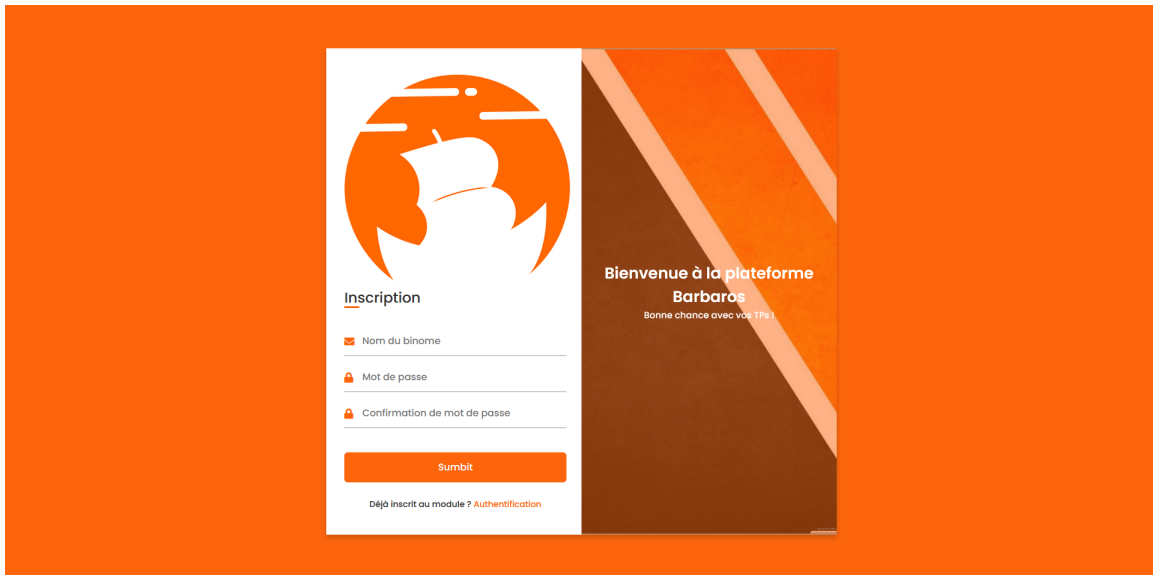 Inscription
Nom du binome
Mot de passe
Confirmation de mot de passe
Sumbit
Déjà inscrit au module ? Authentification
Bienvenue à la plateforme
Barbaros
Bonne chance avec vos TPs !